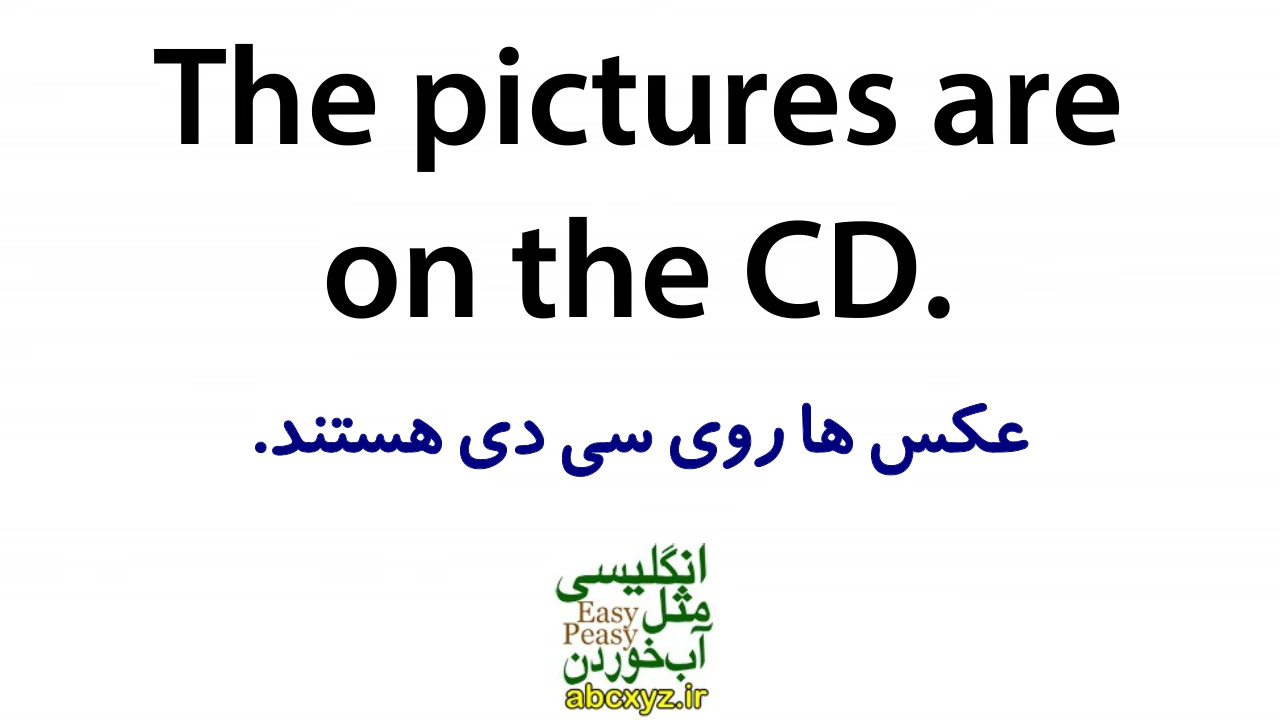 The pictures are
on the CD.
عکس ها روی سی دی هستند.
انگلیسی
مثل Easy
Peasy
آب‌خوردن
abcxyz.ir